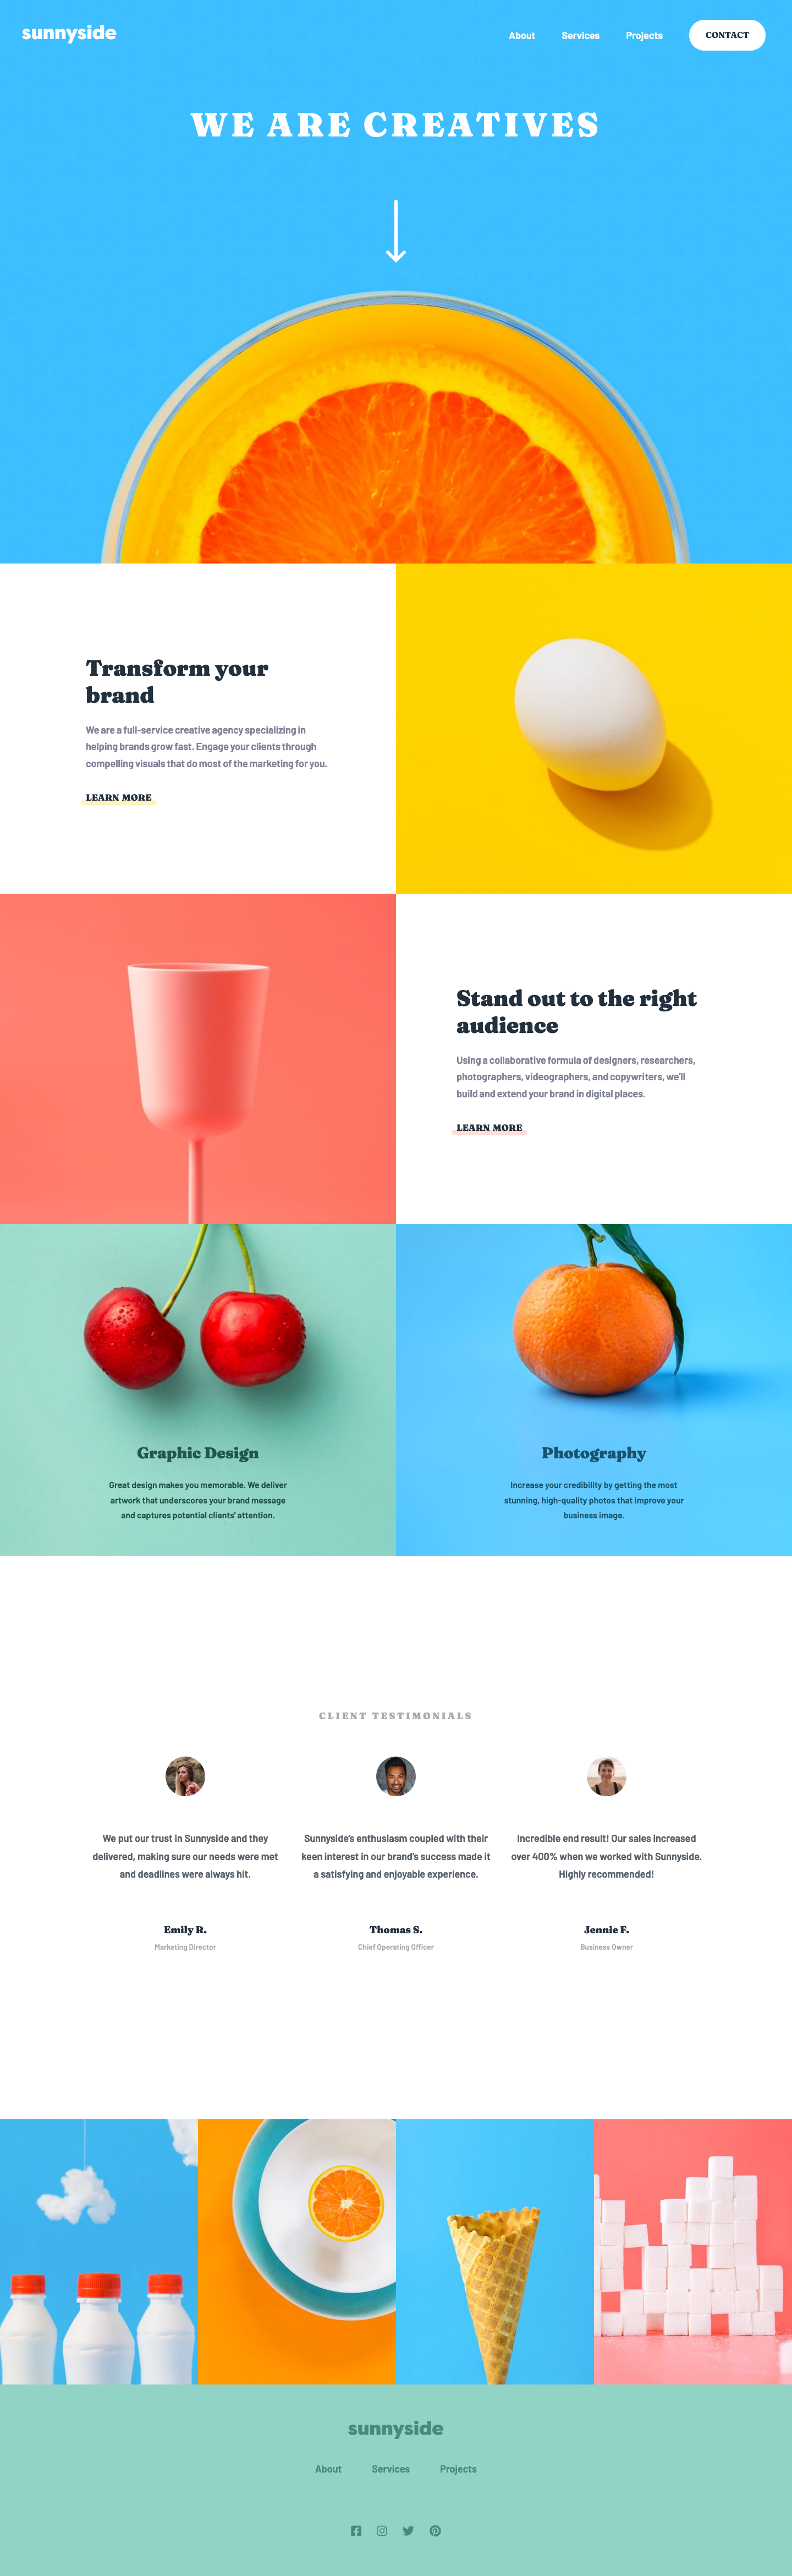 sunnyside
About
Services
Projects
CONTACT
WE ARE CREATIVES
Transform your
brand
We are a full-service creative agency specializing in
helping brands grow fast. Engage your clients through
compelling visuals that do most of the marketing for you.
LEARN MORE
Stand out to the right
audience
Using a collaborative formula of designers, researchers,
photographers, videographers, and copywriters, we'll
build and extend your brand in digital places.
LEARN MORE
Graphic Design
Great design makes you memorable. We deliver
artwork that underscores your brand message
and captures potential clients' attention.
Photography
Increase your credibility by getting the most
stunning, high-quality photos that improve your
business image.
CLIENT TESTIMONIALS
We put our trust in Sunnyside and they
delivered, making sure our needs were met
and deadlines were always hit.
Emily R.
Marketing Director
Sunnyside's enthusiasm coupled with their
keen interest in our brand's success made it
a satisfying and enjoyable experience.
Thomas S.
Chief Operating Officer
Incredible end result! Our sales increased
over 400% when we worked with Sunnyside.
Highly recommended!
Jennie F.
Business Owner
sunnyside
About
Services
Projects